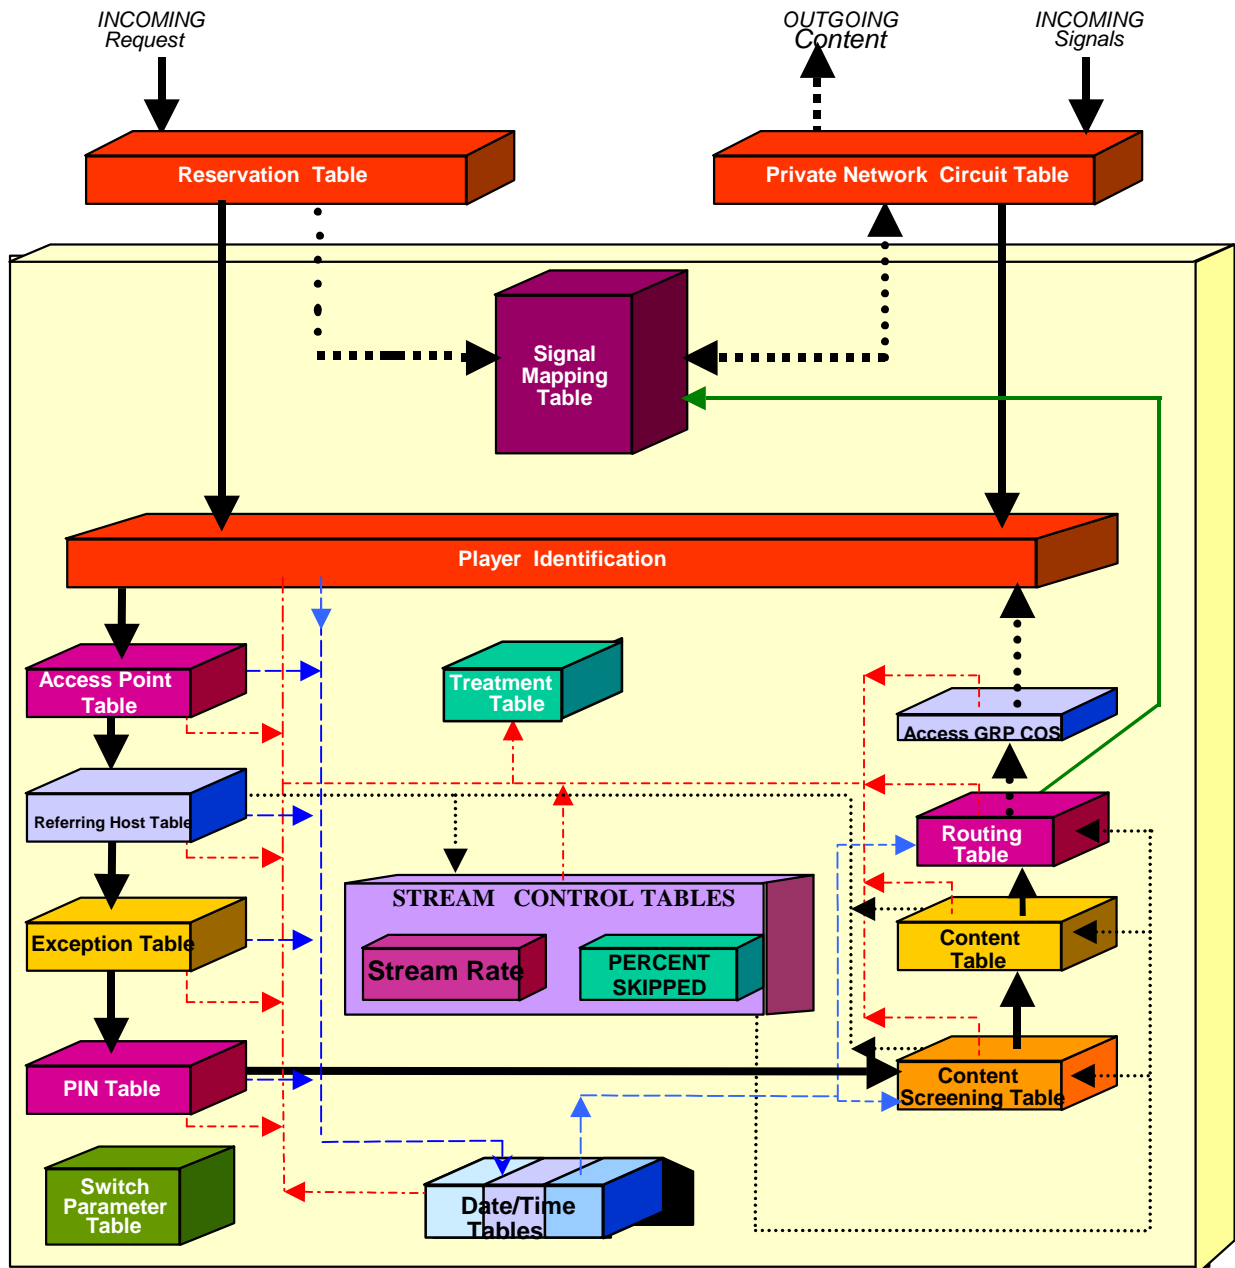 INCOMING
Request
OUTGOING
Content
INCOMING
Signals
Reservation Table
Private Network Circuit Table
Signal
Mapping
Table
Player Identification
Access Point
Table
Treatment
Table
Access GRP COS
Referring Host Table
Routing
Table
STREAM CONTROL TABLES
Exception Table
Stream Rate
PERCENT
SKIPPED
Content
Table
PIN Table
Content
Screening Table
Switch
Parameter
Table
Date/Time
Tables